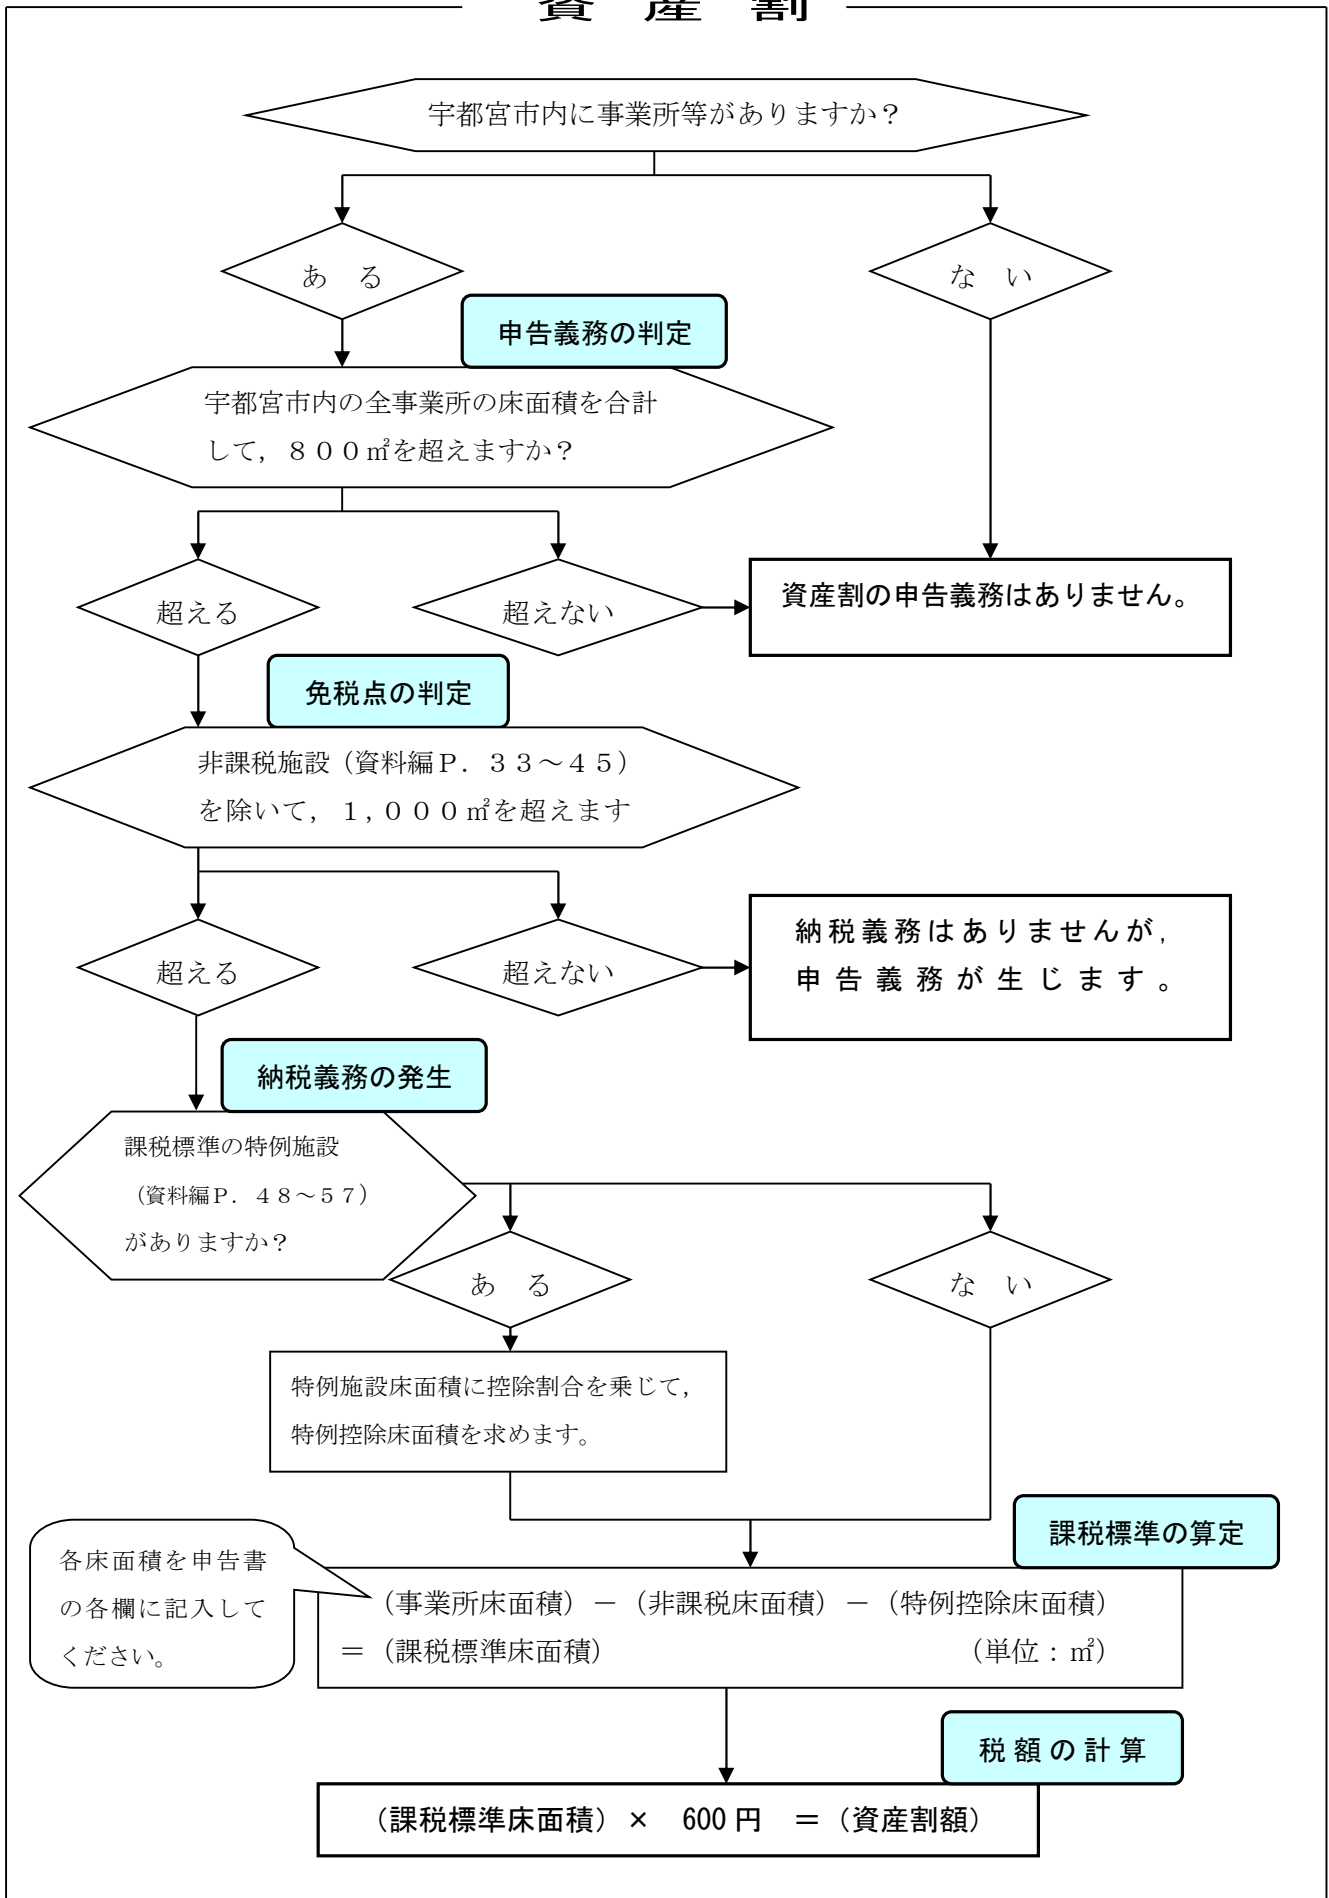 資産割
宇都宮市内に事業所等がありますか？
ある
ない
申告義務の判定
宇都宮市内の全事業所の床面積を合計
して，８００㎡を超えますか？
超える
超えない
資産割の申告義務はありません。
免税点の判定
非課税施設（資料編Ｐ．３３～４５）
を除いて，１,０００㎡を超えます
超える
超えない
納税義務はありませんが,
申告義務が生じます。
納税義務の発生
課税標準の特例施設
（資料編Ｐ．４８～５７）
がありますか？
ある
ない
特例施設床面積に控除割合を乗じて，
特例控除床面積を求めます。
課税標準の算定
各床面積を申告書
の各欄に記入して
ください。
（事業所床面積）－（非課税床面積）－（特例控除床面積）
＝（課税標準床面積）　（単位：㎡）
税額の計算
（課税標準床面積）×　600円　＝（資産割額）